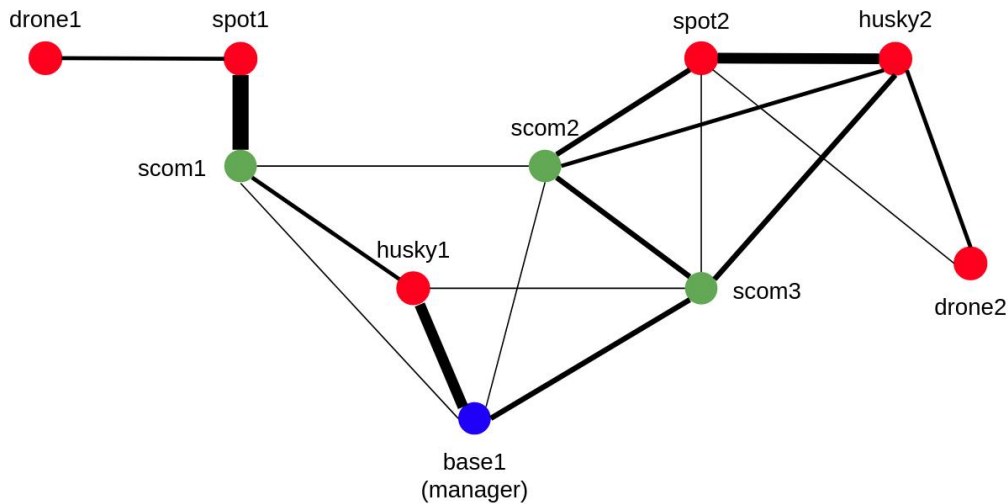 drone1
spot1
spot2
husky2
scom2
scom1
husky1
scom3
drone2
base1
(manager)